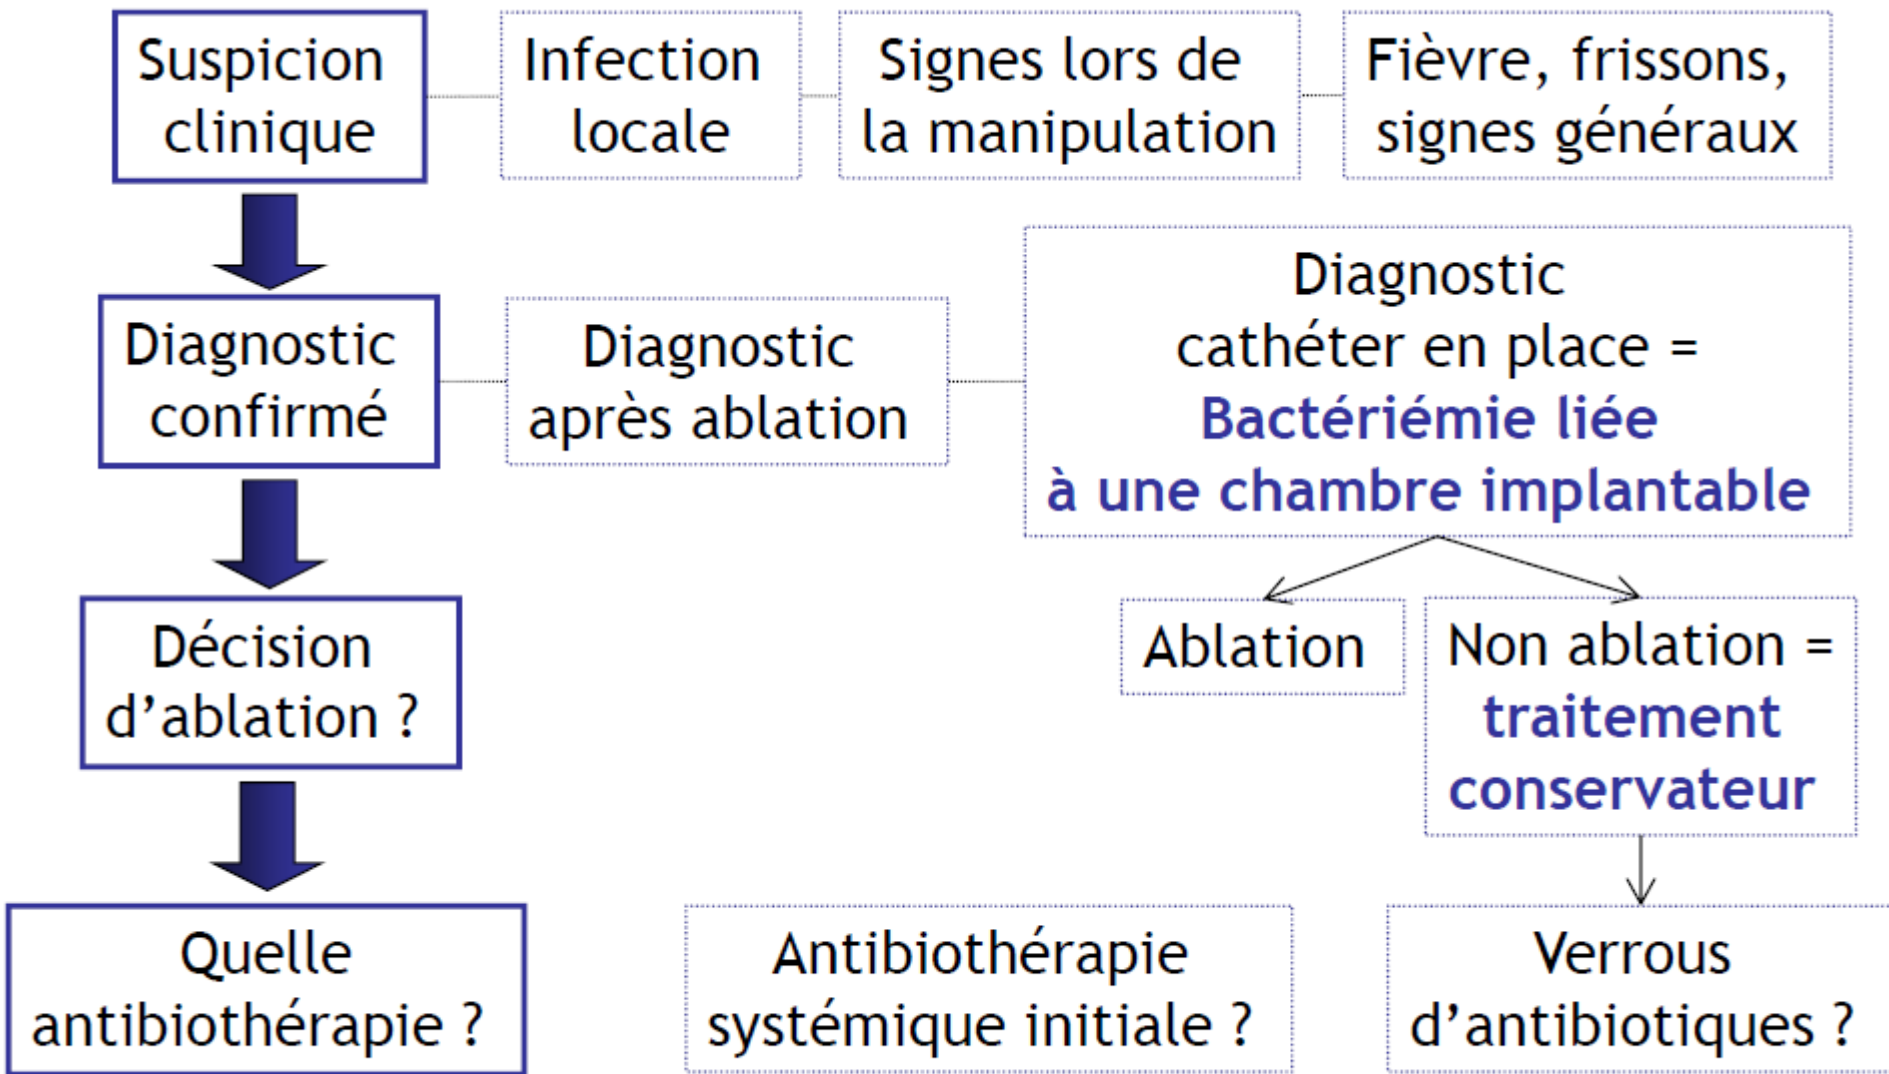 Suspicion
clinique
Infection
locale
Signes lors de
la manipulation
Fièvre, frissons,
signes généraux
Diagnostic
confirmé
Diagnostic
après ablation
Diagnostic
cathéter en place =
Bactériémie liée
à une chambre implantable
Décision
d’ablation ?
Ablation
Non ablation =
traitement
conservateur
Quelle
antibiothérapie ?
Antibiothérapie
systémique initiale ?
Verrous
d’antibiotiques ?